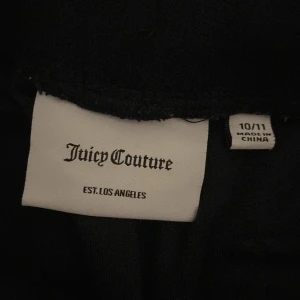 Juicy Couture
EST. LOS ANGELES
10/11
MADE IN
CHINA